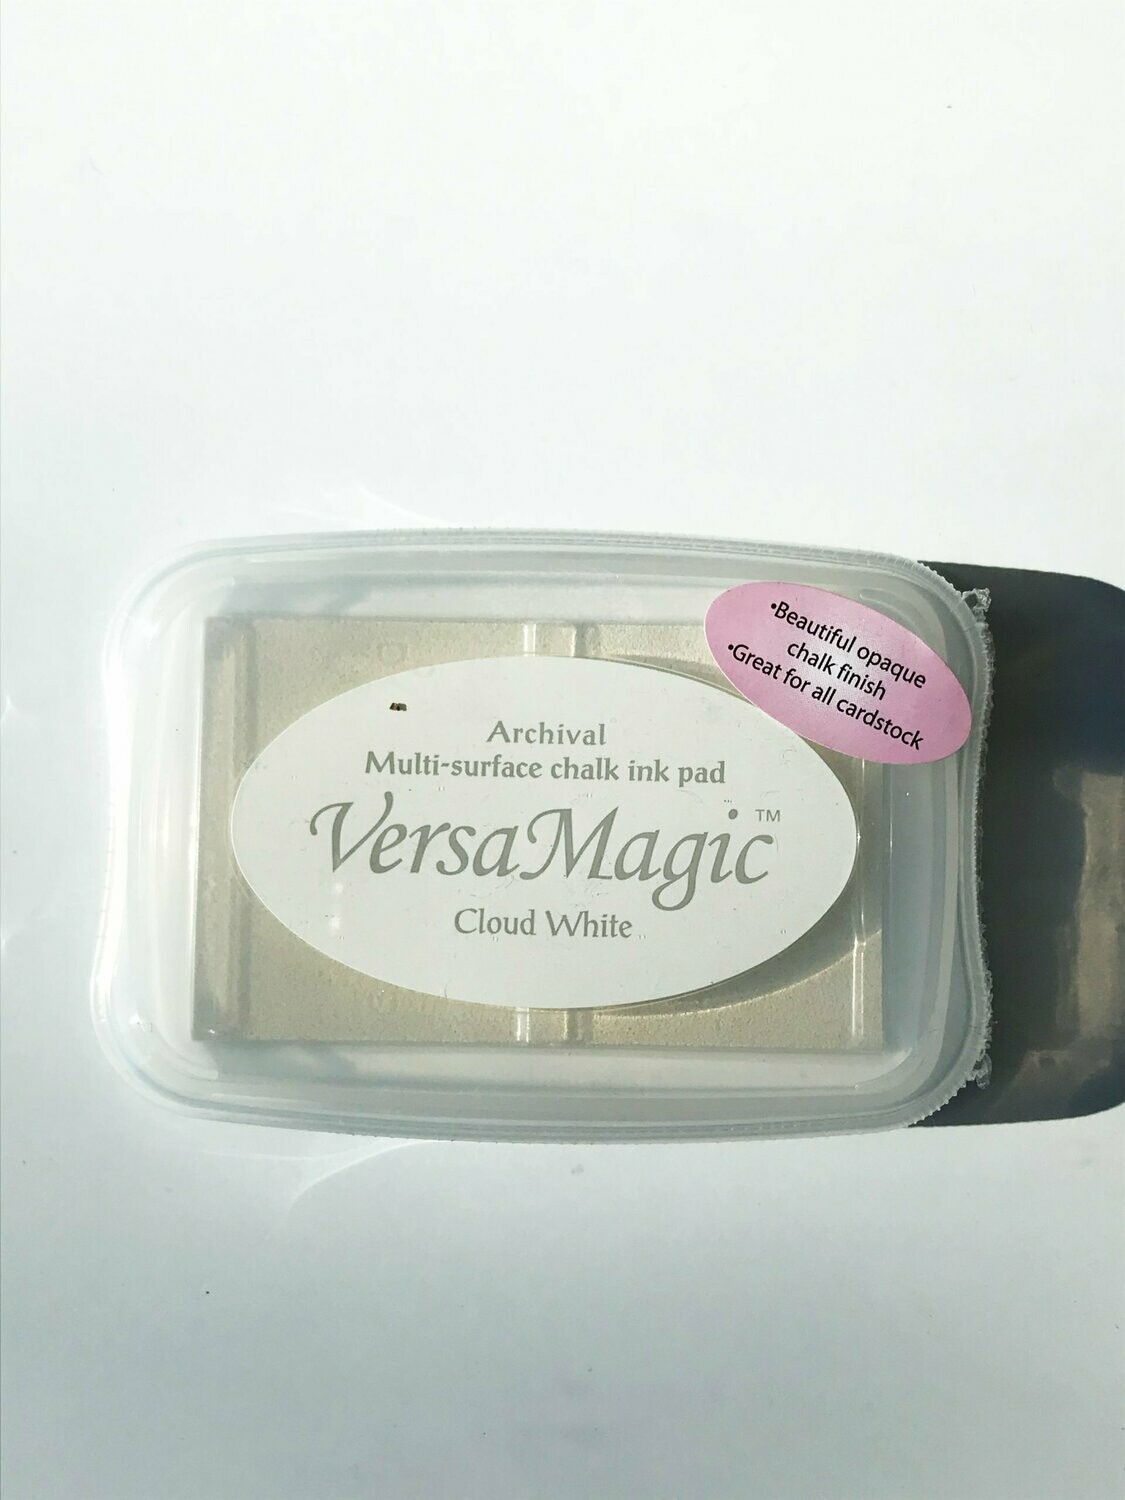 •Beautiful opaque
chalk finish
•Great for all cardstock
Archival
Multi-surface chalk ink pad
VersaMagic™
Cloud White